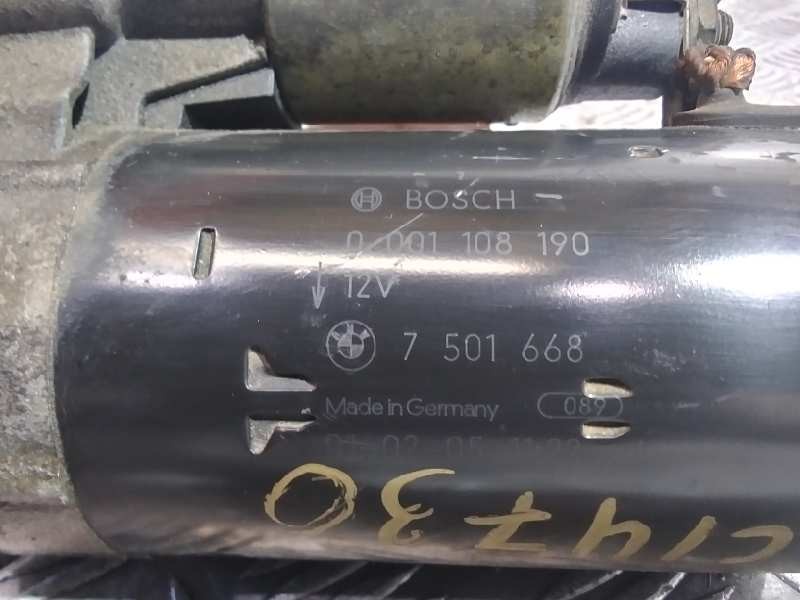 BOSCH
0 001 108 190
12V
7 501 668
Made in Germany 089
C14730